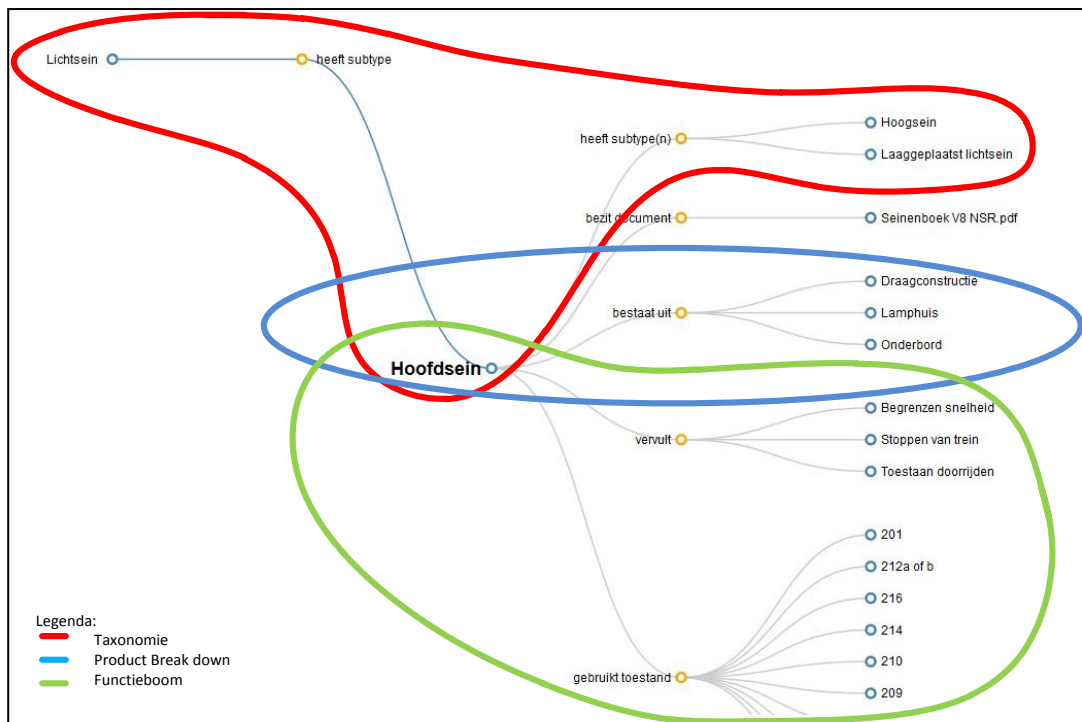 Lichtsein
heeft subtype
heeft subtype(n)
Hoogsein
Laaggeplaatst lichtsein
bezit document
Seinenboek V8 NSR.pdf
bestaat uit
Draagconstructie
Lamphuis
Onderbord
Hoofdsein
vervult
Begrenzen snelheid
Stoppen van trein
Toestaan doorrijden
gebruikt toestand
201
212a of b
216
214
210
209
Legenda:
Taxonomie
Product Break down
Functieboom